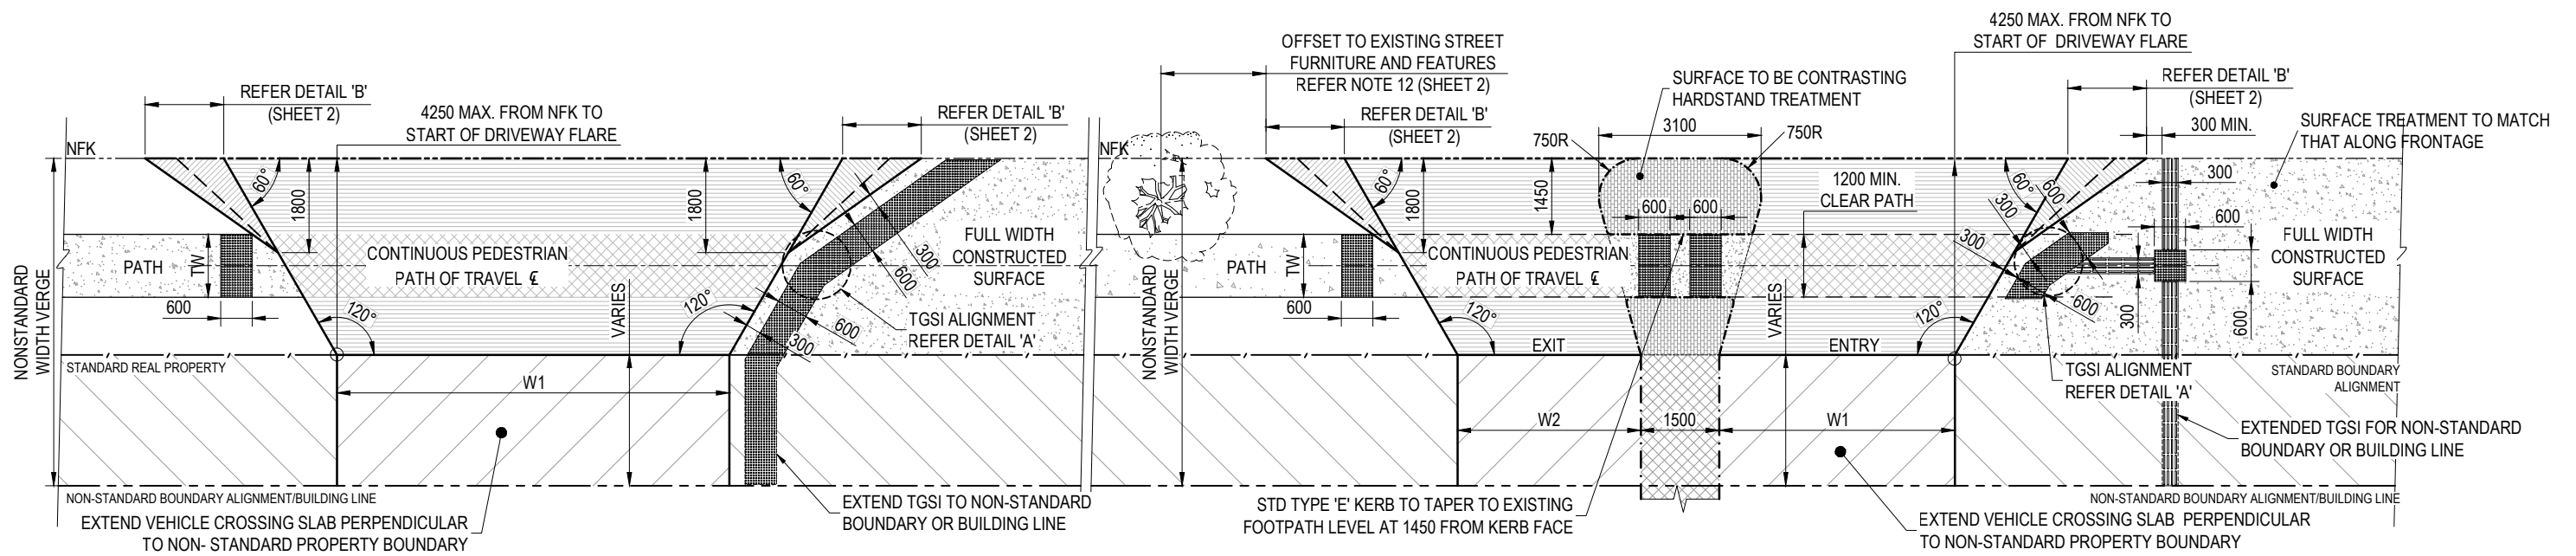 REFER DETAIL 'B'
(SHEET 2)
4250 MAX. FROM NFK TO
START OF DRIVEWAY FLARE
REFER DETAIL 'B'
(SHEET 2)
NFK
60°
1800
1800
60°
NONSTANDARD
WIDTH VERGE
PATH
TW
600
CONTINUOUS PEDESTRIAN
PATH OF TRAVEL ℄
120°
120°
VARIES
300
600
600
300
FULL WIDTH
CONSTRUCTED
SURFACE
TGSI ALIGNMENT
REFER DETAIL 'A'
STANDARD REAL PROPERTY
W1
NON-STANDARD BOUNDARY ALIGNMENT/BUILDING LINE
EXTEND VEHICLE CROSSING SLAB PERPENDICULAR
TO NON- STANDARD PROPERTY BOUNDARY
EXTEND TGSI TO NON-STANDARD
BOUNDARY OR BUILDING LINE
OFFSET TO EXISTING STREET
FURNITURE AND FEATURES
REFER NOTE 12 (SHEET 2)
REFER DETAIL 'B'
(SHEET 2)
SURFACE TO BE CONTRASTING
HARDSTAND TREATMENT
750R
3100
750R
4250 MAX. FROM NFK TO
START OF DRIVEWAY FLARE
REFER DETAIL 'B'
(SHEET 2)
300 MIN.
SURFACE TREATMENT TO MATCH
THAT ALONG FRONTAGE
NFK
60°
1800
1450
600
600
1200 MIN.
CLEAR PATH
60°
600
300
300
300
600
NONSTANDARD
WIDTH VERGE
PATH
TW
600
CONTINUOUS PEDESTRIAN
PATH OF TRAVEL ℄
120°
120°
VARIES
600
300
600
FULL WIDTH
CONSTRUCTED
SURFACE
EXIT
ENTRY
TGSI ALIGNMENT
REFER DETAIL 'A'
STANDARD BOUNDARY
ALIGNMENT
W2
1500
W1
EXTENDED TGSI FOR NON-STANDARD
BOUNDARY OR BUILDING LINE
STD TYPE 'E' KERB TO TAPER TO EXISTING
FOOTPATH LEVEL AT 1450 FROM KERB FACE
NON-STANDARD BOUNDARY ALIGNMENT/BUILDING LINE
EXTEND VEHICLE CROSSING SLAB PERPENDICULAR
TO NON-STANDARD PROPERTY BOUNDARY